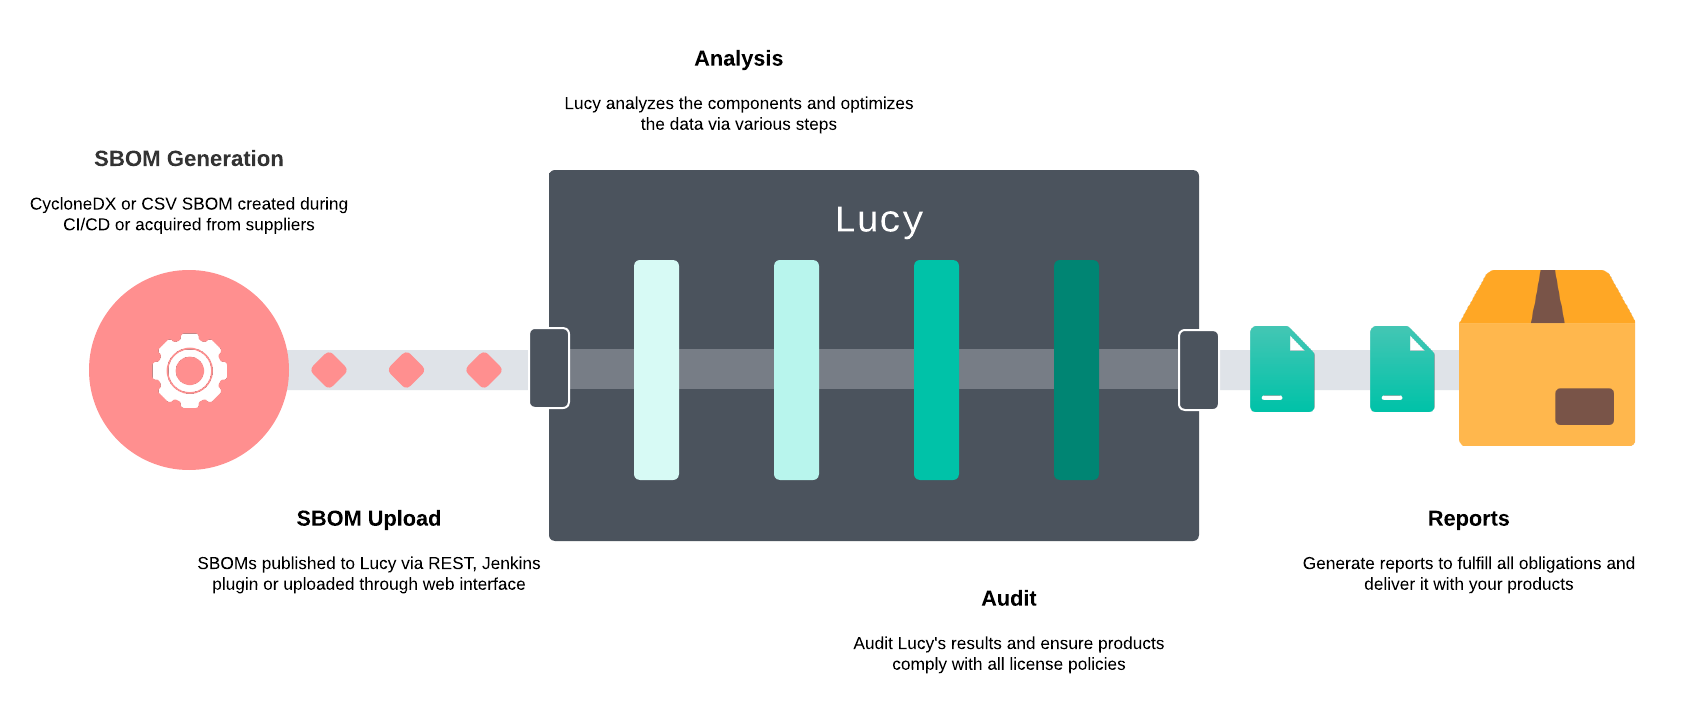 Analysis
Lucy analyzes the components and optimizes
the data via various steps
SBOM Generation
CycloneDX or CSV SBOM created during
CI/CD or acquired from suppliers
Lucy
SBOM Upload
SBOMs published to Lucy via REST, Jenkins
plugin or uploaded through web interface
Audit
Audit Lucy's results and ensure products
comply with all license policies
Reports
Generate reports to fulfill all obligations and
deliver it with your products